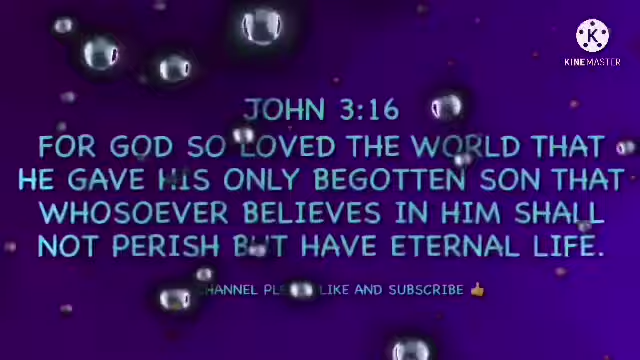 KINEMASTER
JOHN 3:16
FOR GOD SO LOVED THE WORLD THAT
HE GAVE HIS ONLY BEGOTTEN SON THAT
WHOSOEVER BELIEVES IN HIM SHALL
NOT PERISH BUT HAVE ETERNAL LIFE.
CHANNEL PLEASE LIKE AND SUBSCRIBE 👍